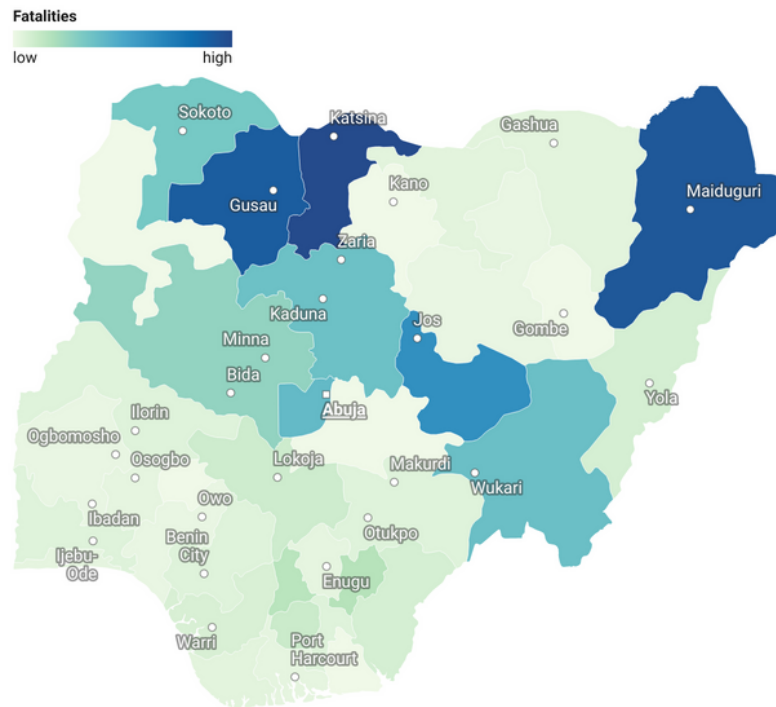 Fatalities
low
high
Sokoto
Katsina
Gashua
Kano
Maiduguri
Gusau
Zaria
Kaduna
Jos
Gombe
Minna
Bida
Abuja
Yola
Ilorin
Ogbomosho
Osogbo
Lokoja
Makurdi
Wukari
Owo
Ibadan
Otukpo
Benin
City
Ijebu-
Ode
Enugu
Warri
Port
Harcourt